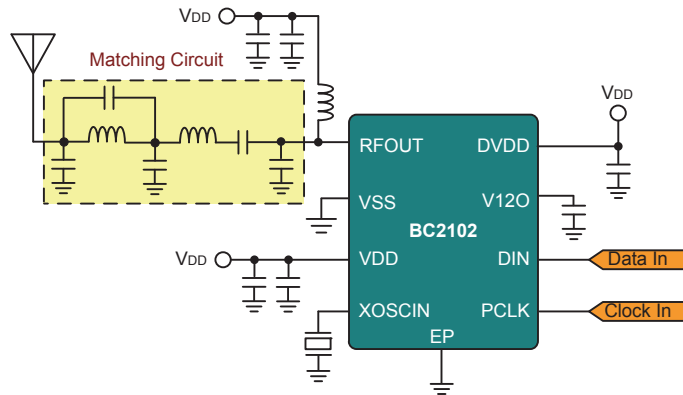 VDD
Matching Circuit
VDD
RFOUT
DVDD
VSS
V12O
BC2102
VDD
VDD
DIN
Data In
XOSCIN
PCLK
Clock In
EP